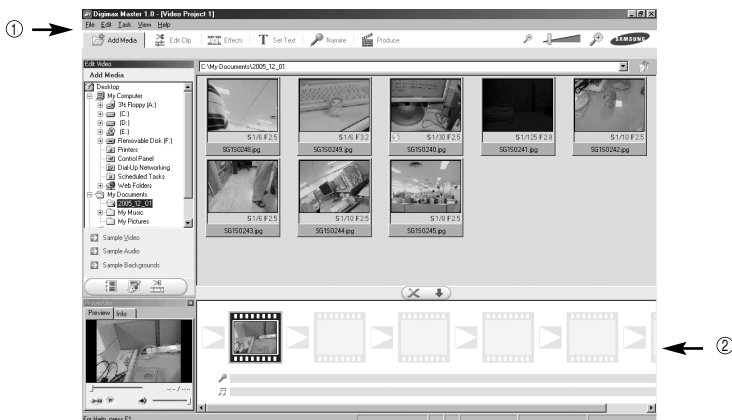 Digimax Master 1.0 - [Video Project 1]
File Edit Task View Help
①
Add Media Edit Clip Effects Set Text Narrate Produce SAMSUNG
Edit Video
C:\My Documents\2005_12_01
Add Media
Desktop
My Computer
3½ Floppy (A:)
(C:)
(D:)
(E:)
Removable Disk (F:)
Printers
Control Panel
Dial-Up Networking
Scheduled Tasks
Web Folders
My Documents
2005_12_01
My Music
My Pictures
S1/6 F2.5
SG1S0248.jpg
S1/6 F3.2
SG1S0249.jpg
S1/30 F2.5
SG1S0240.jpg
S1/125 F2.8
SG1S0241.jpg
S1/10 F2.5
SG1S0242.jpg
S1/6 F2.5
SG1S0243.jpg
S1/10 F2.5
SG1S0244.jpg
S1/8 F2.5
SG1S0245.jpg
Sample Video
Sample Audio
Sample Backgrounds
Properties
Preview Info
②
-:-- / -:--
For Help, press F1